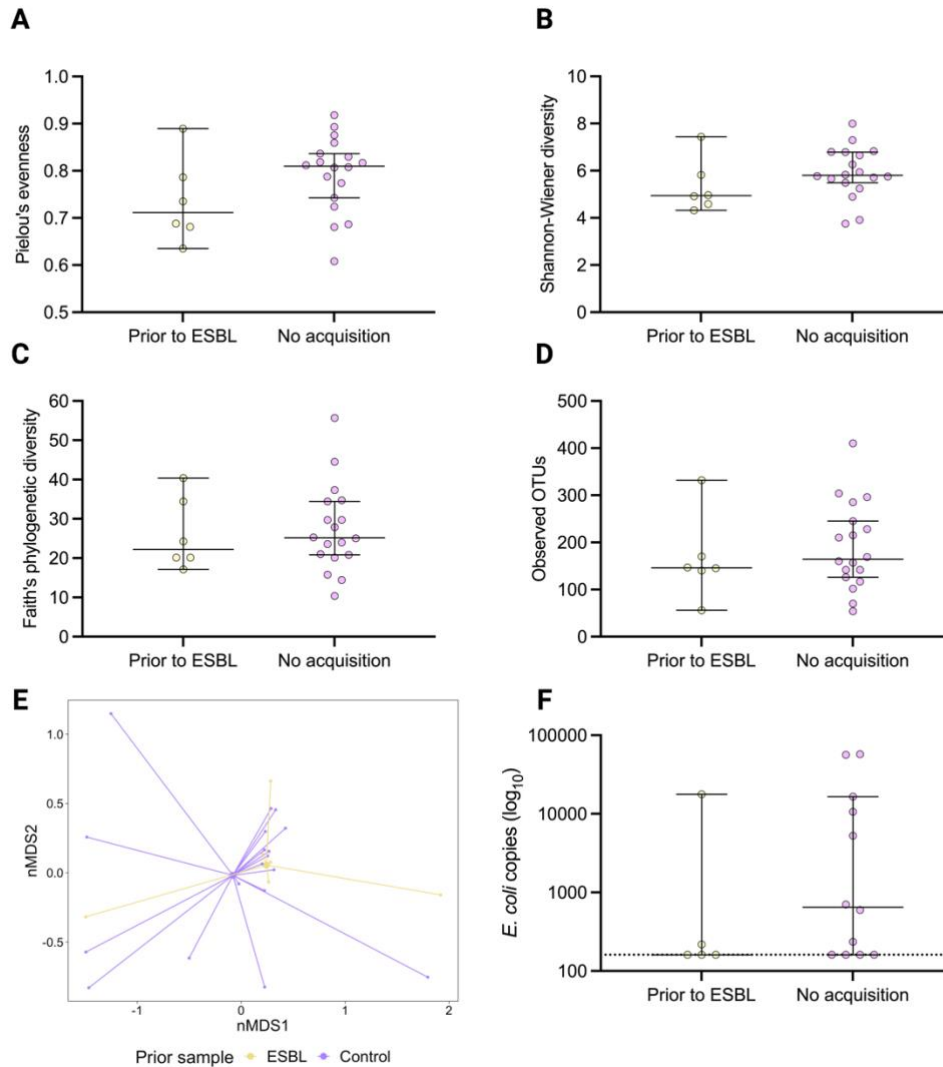 A
B
Pielou's evenness
1.0
0.9
0.8
0.7
0.6
0.5
Prior to ESBL
No acquisition
Shannon-Wiener diversity
10
8
6
4
2
0
Prior to ESBL
No acquisition
C
D
Faith's phylogenetic diversity
60
50
40
30
20
10
0
Prior to ESBL
No acquisition
Observed OTUs
500
400
300
200
100
0
Prior to ESBL
No acquisition
E
F
nMDS2
1.0
0.5
0.0
-0.5
-1
0
1
2
nMDS1
Prior sample ESBL Control
E. coli copies (log10)
100000
10000
1000
100
Prior to ESBL
No acquisition